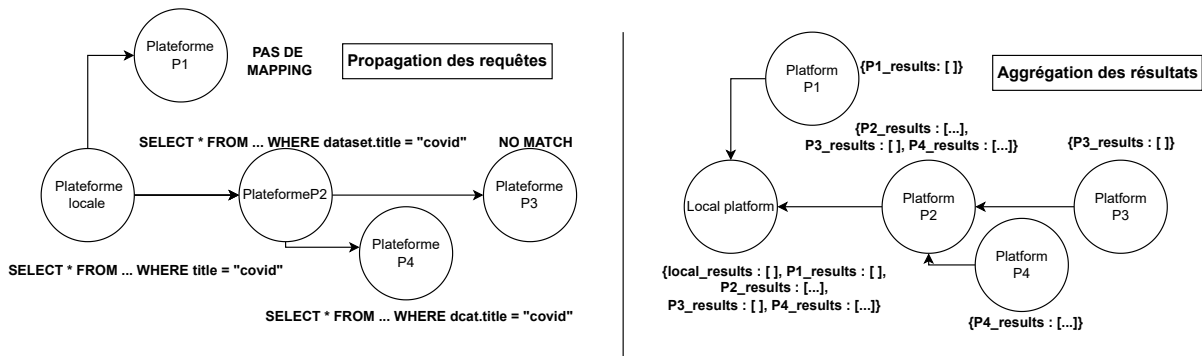 Plateforme
P1
PAS DE
MAPPING
Propagation des requêtes
SELECT * FROM ... WHERE dataset.title = "covid"
NO MATCH
Plateforme
locale
PlateformeP2
Plateforme
P3
Plateforme
P4
SELECT * FROM ... WHERE title = "covid"
SELECT * FROM ... WHERE dcat.title = "covid"
Platform
P1
{P1_results: [ ]}
Aggrégation des résultats
{P2_results : [...],
P3_results : [ ], P4_results : [...]}
{P3_results : [ ]}
Local platform
Platform
P2
Platform
P3
Platform
P4
{local_results : [ ], P1_results : [ ],
P2_results : [...],
P3_results : [ ], P4_results : [...]}
{P4_results : [...]}